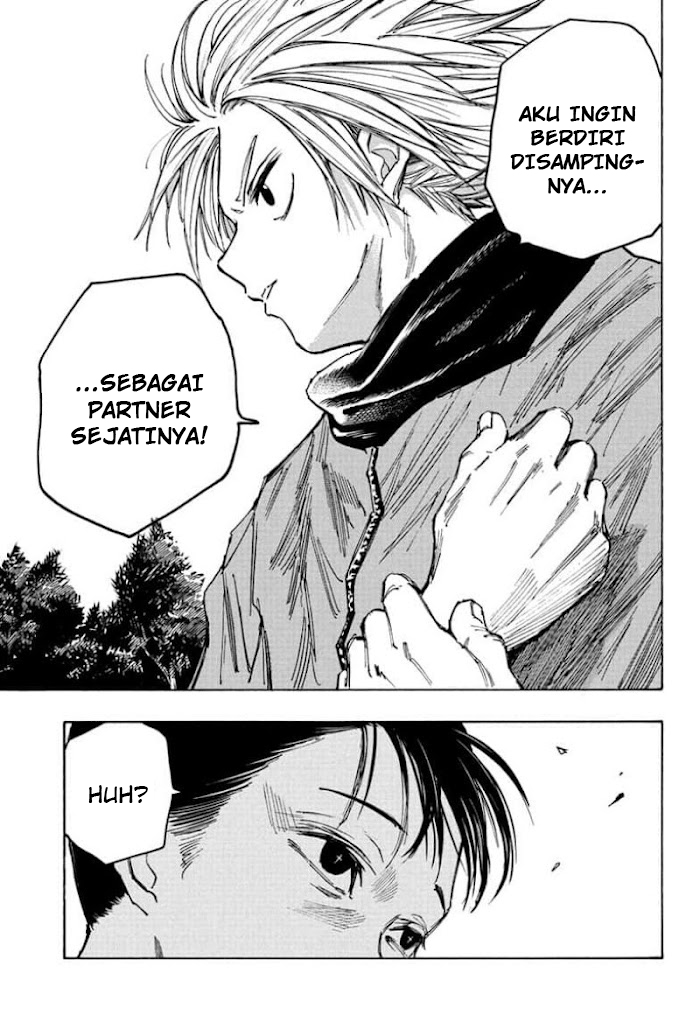 AKU INGIN
BERDIRI
DISAMPING-
NYA...
...SEBAGAI
PARTNER
SEJATINYA!
HUH?